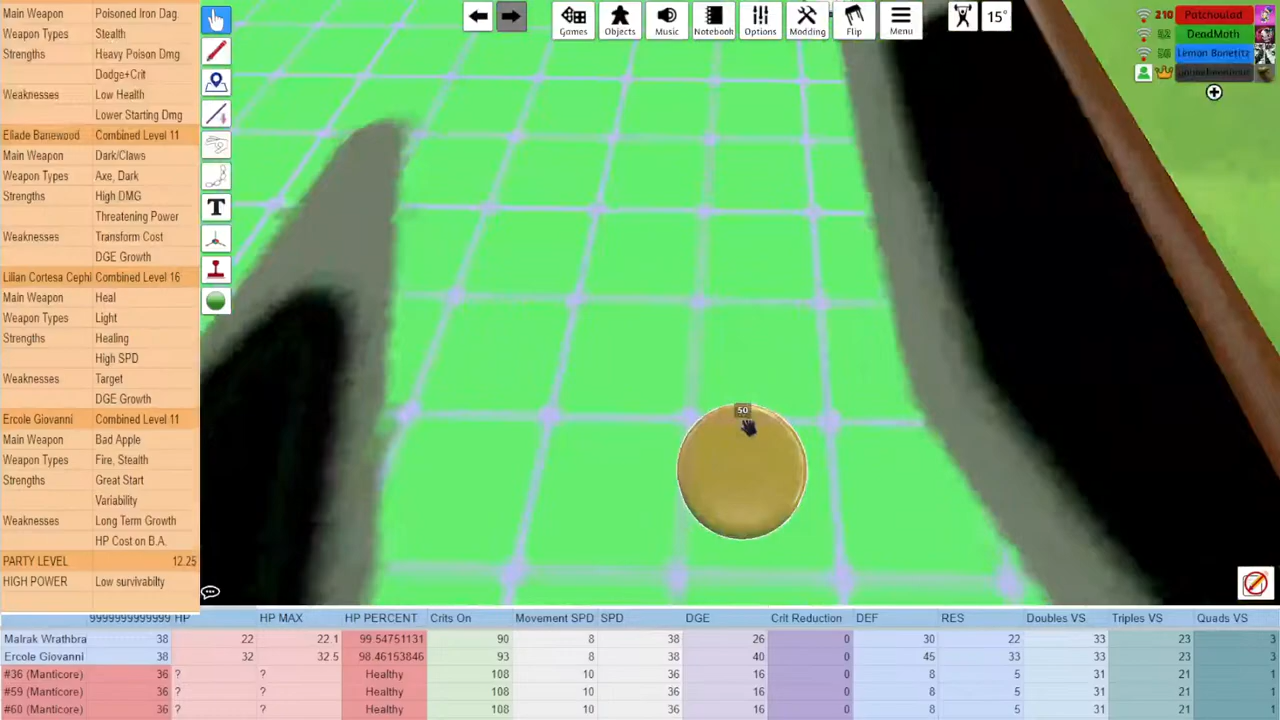 Main Weapon Poisoned Iron Dag.
Weapon Types Stealth
Strengths Heavy Poison Dmg
Dodge+Crit
Weaknesses Low Health
Lower Starting Dmg
Eliade Banewood Combined Level 11
Main Weapon Dark/Claws
Weapon Types Axe, Dark
Strengths High DMG
Threatening Power
Weaknesses Transform Cost
DGE Growth
Lilian Cortesa Cephi Combined Level 16
Main Weapon Heal
Weapon Types Light
Strengths Healing
High SPD
Weaknesses Target
DGE Growth
Ercole Giovanni Combined Level 11
Main Weapon Bad Apple
Weapon Types Fire, Stealth
Strengths Great Start
Variability
Weaknesses Long Term Growth
HP Cost on B.A.
PARTY LEVEL 12.25
HIGH POWER Low survivabilty
Games Objects Music Notebook Options Modding Flip Menu 15°
T
210 Patchoulad
DeadMoth
Lemon Bonetitz
50
9999999999999 HP HP MAX HP PERCENT Crits On Movement SPD SPD DGE Crit Reduction DEF RES Doubles VS Triples VS Quads VS
Malrak Wrathbra 38 22 22.1 99.54751131 90 8 38 26 0 30 22 33 23 3
Ercole Giovanni 38 32 32.5 98.46153846 93 8 38 40 0 45 33 33 23 3
#36 (Manticore) 36 ? ? Healthy 108 10 36 16 0 8 5 31 21 1
#59 (Manticore) 36 ? ? Healthy 108 10 36 16 0 8 5 31 21 1
#60 (Manticore) 36 ? ? Healthy 108 10 36 16 0 8 5 31 21 1